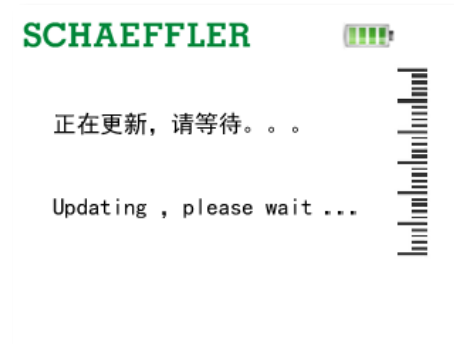 SCHAEFFLER
正在更新，请等待。。。
Updating , please wait ...